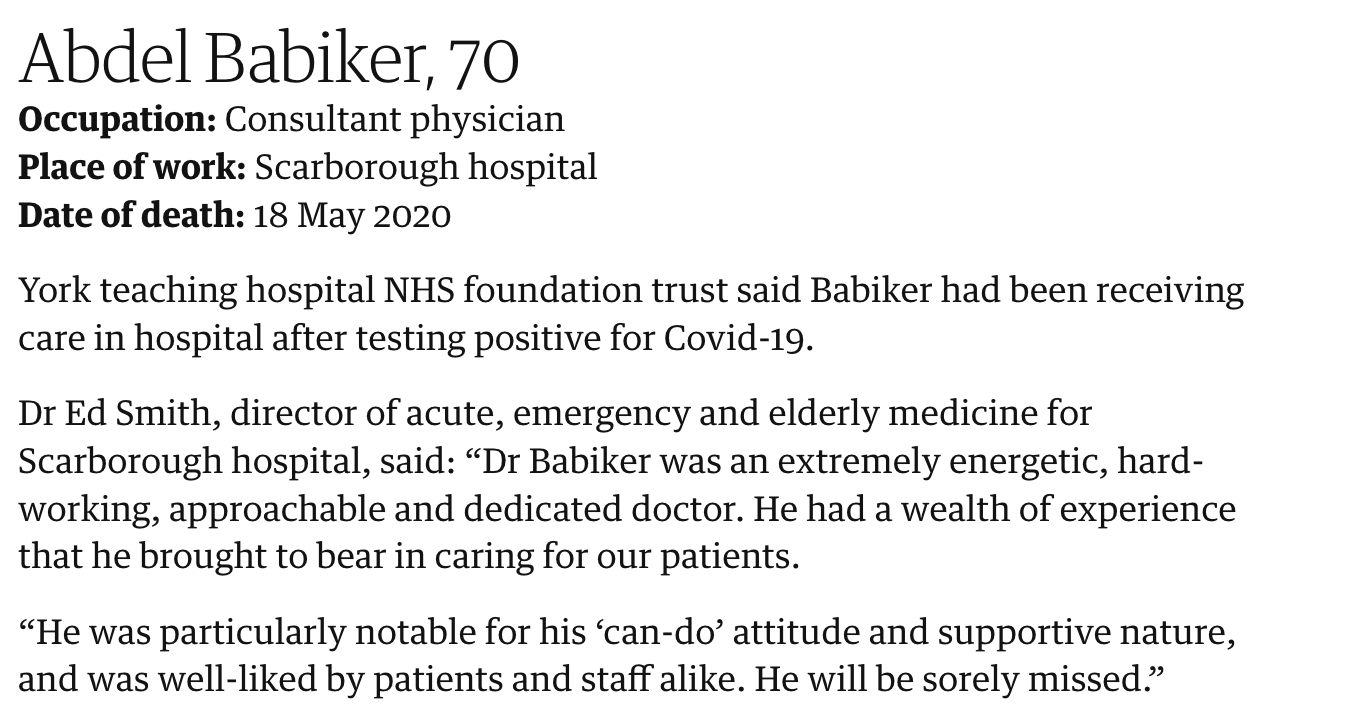 Abdel Babiker, 70
Occupation: Consultant physician
Place of work: Scarborough hospital
Date of death: 18 May 2020
York teaching hospital NHS foundation trust said Babiker had been receiving
care in hospital after testing positive for Covid-19.
Dr Ed Smith, director of acute, emergency and elderly medicine for
Scarborough hospital, said: “Dr Babiker was an extremely energetic, hard-
working, approachable and dedicated doctor. He had a wealth of experience
that he brought to bear in caring for our patients.
“He was particularly notable for his ‘can-do’ attitude and supportive nature,
and was well-liked by patients and staff alike. He will be sorely missed.”